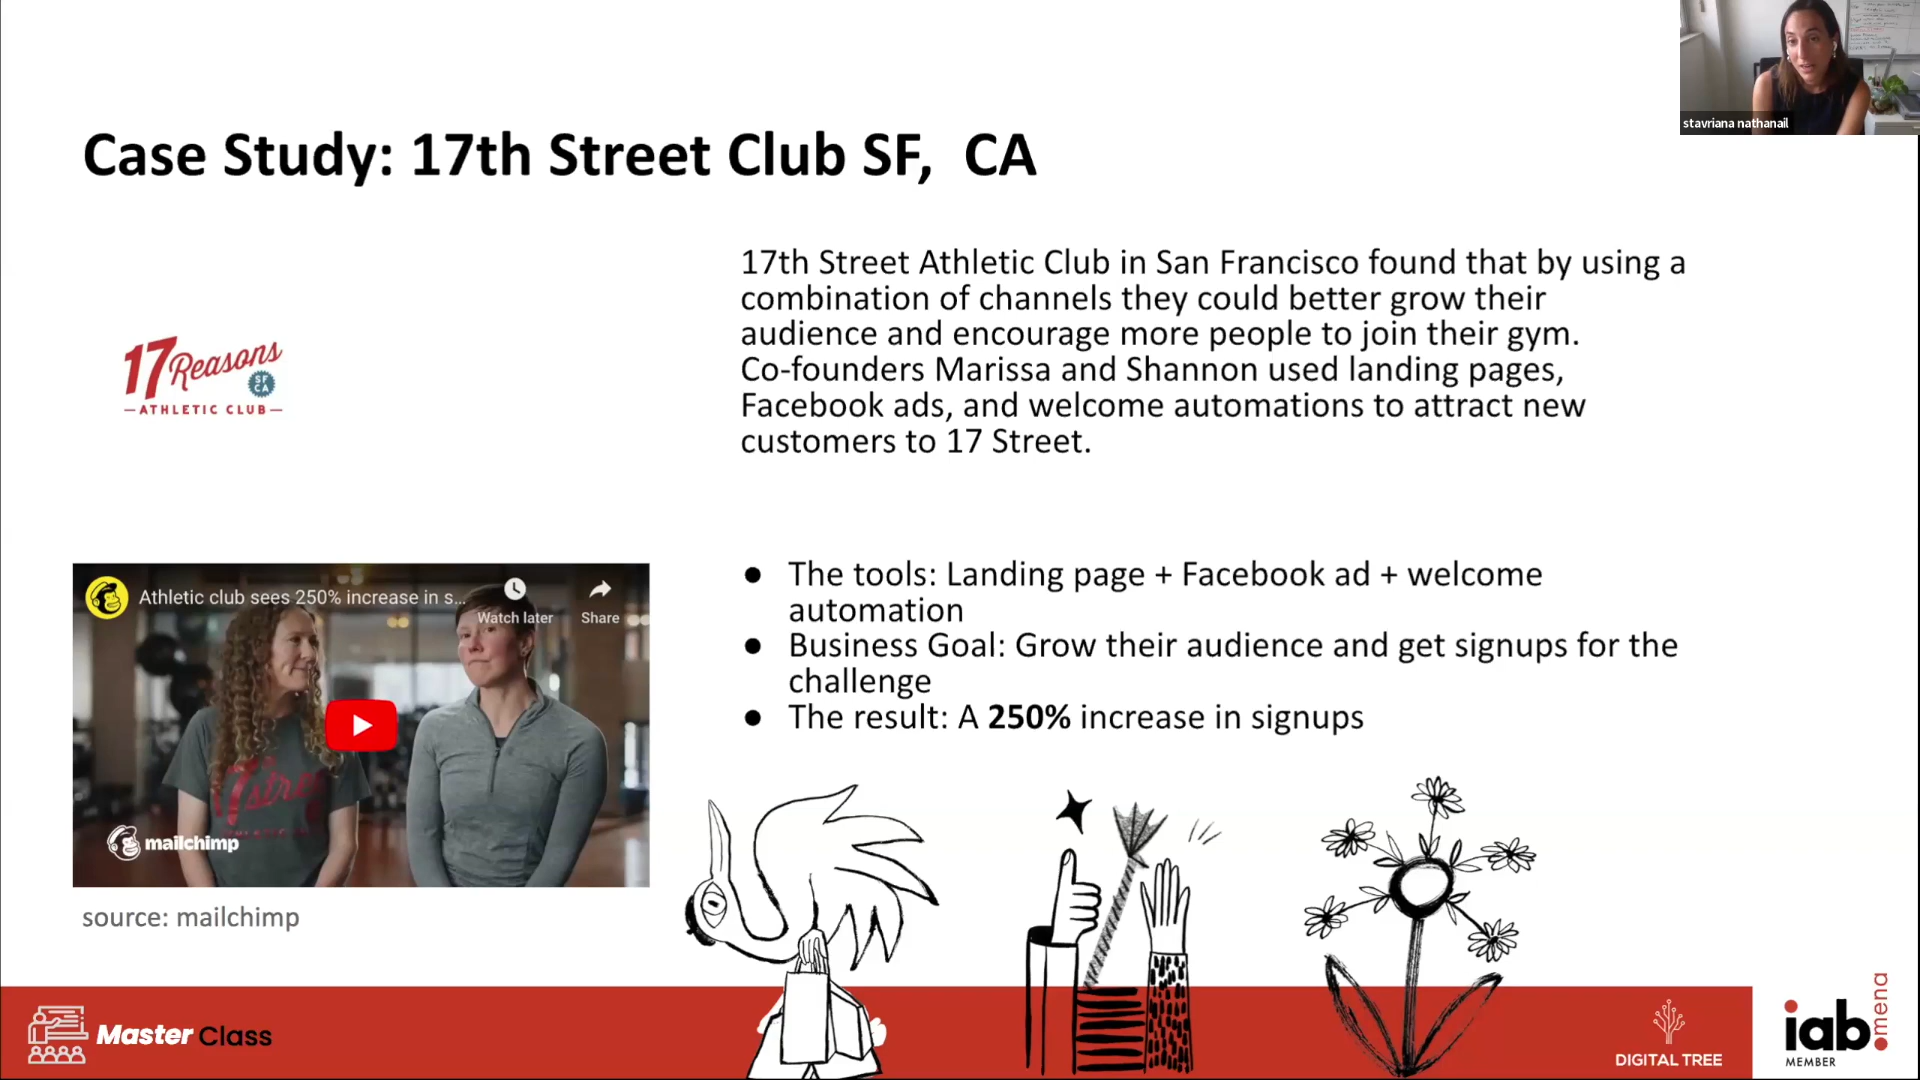 stavriana nathanail
Case Study: 17th Street Club SF, CA
17 Reasons
SF
CA
ATHLETIC CLUB
17th Street Athletic Club in San Francisco found that by using a
combination of channels they could better grow their
audience and encourage more people to join their gym.
Co-founders Marissa and Shannon used landing pages,
Facebook ads, and welcome automations to attract new
customers to 17 Street.
Athletic club sees 250% increase in s...
Watch later
Share
mailchimp
source: mailchimp
● The tools: Landing page + Facebook ad + welcome
automation
● Business Goal: Grow their audience and get signups for the
challenge
● The result: A 250% increase in signups
Master Class
DIGITAL TREE
iab
mena
MEMBER